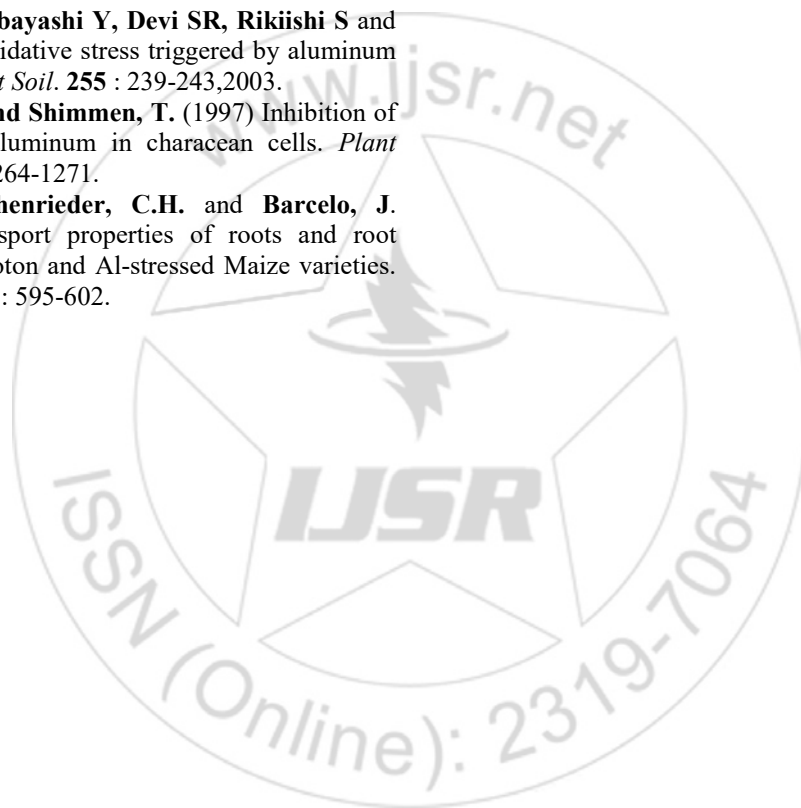 bayashi Y, Devi SR, Rikiishi S and
idative stress triggered by aluminum
t Soil. 255 : 239-243,2003.
nd Shimmen, T. (1997) Inhibition of
luminum in characean cells. Plant
264-1271.
henrieder, C.H. and Barcelo, J.
sport properties of roots and root
oton and Al-stressed Maize varieties.
: 595-602.
www.ijsr.net
IJSR
ISSN (Online): 2319-7064